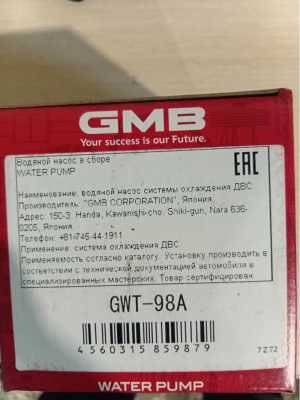 GMB
Your success is our Future.
Водяной насос в сборе
WATER PUMP
EAC
Наименование: водяной насос системы охлаждения ДВС
Производитель: "GMB CORPORATION", Япония.
Адрес: 150-3, Handa, Kawanishi-cho, Shiki-gun, Nara 636-
0205, Япония.
Телефон: +81-745-44-1911
Применение: система охлаждения ДВС
Применяемость согласно каталогу. Установку производить в
соответствии с технической документацией автомобиля в
специализированных мастерских. Товар сертифицирован.
GWT-98A
4560315859879
7Z72
WATER PUMP